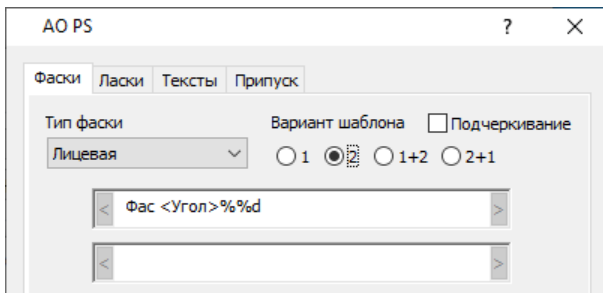 AO PS ? ×
Фаски Ласки Тексты Припуск
Тип фаски Вариант шаблона Подчеркивание
Лицевая 1 2 1+2 2+1
< Фас <Угол>%%d >
< >